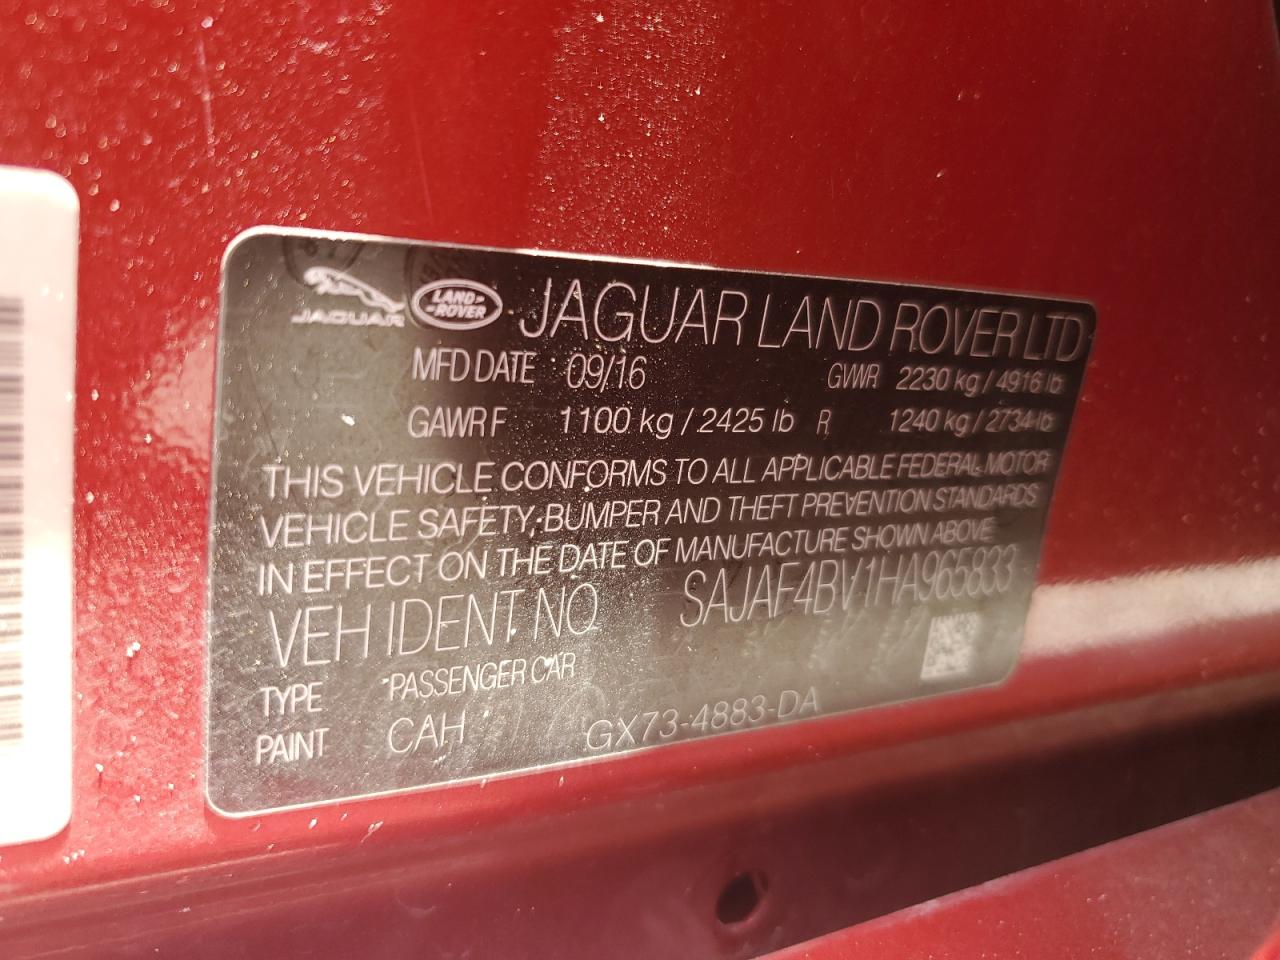 JAGUAR
LAND-
-ROVER
JAGUAR LAND ROVER LTD
MFD DATE 09/16 GVWR 2230 kg / 4916 lb
GAWR F 1100 kg / 2425 lb R 1240 kg / 2734 lb
THIS VEHICLE CONFORMS TO ALL APPLICABLE FEDERAL MOTOR
VEHICLE SAFETY, BUMPER AND THEFT PREVENTION STANDARDS
IN EFFECT ON THE DATE OF MANUFACTURE SHOWN ABOVE
VEH IDENT. NO. SAJAF4BV1HA965833
TYPE PASSENGER CAR
PAINT CAH GX73-4883-DA